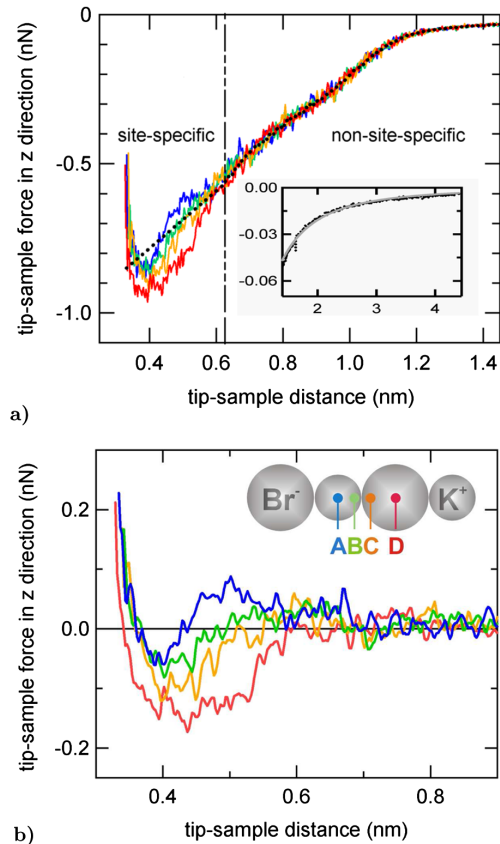 tip-sample force in z direction (nN)
0
-0.5
-1.0
site-specific
non-site-specific
0.00
-0.03
-0.06
2 3 4
0.4 0.6 0.8 1.0 1.2 1.4
tip-sample distance (nm)
a)
tip-sample force in z direction (nN)
0.2
0.0
-0.2
Br- K+
A B C D
0.4 0.6 0.8
tip-sample distance (nm)
b)